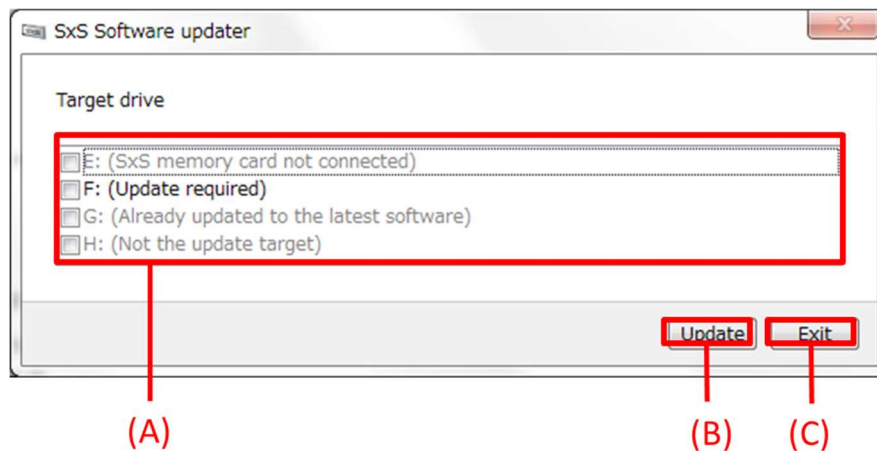 SxS Software updater
Target drive
E: (SxS memory card not connected)
F: (Update required)
G: (Already updated to the latest software)
H: (Not the update target)
Update Exit
(A) (B) (C)